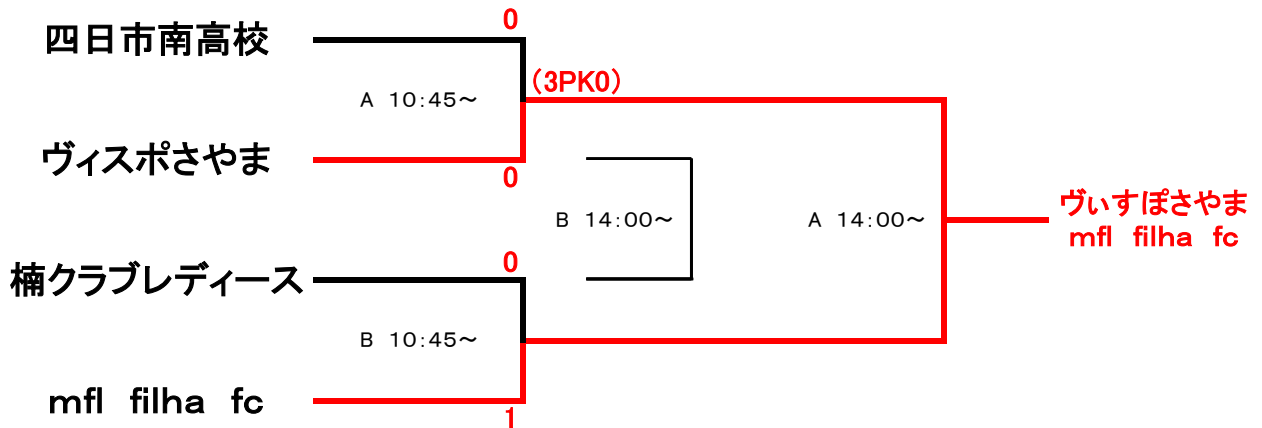 四日市南高校
0
(3PK0)
A 10:45～
ヴィスポさやま
0
B 14:00～
A 14:00～
ヴぃすぽさやま
mfl filha fc
楠クラブレディース
0
B 10:45～
mfl filha fc
1